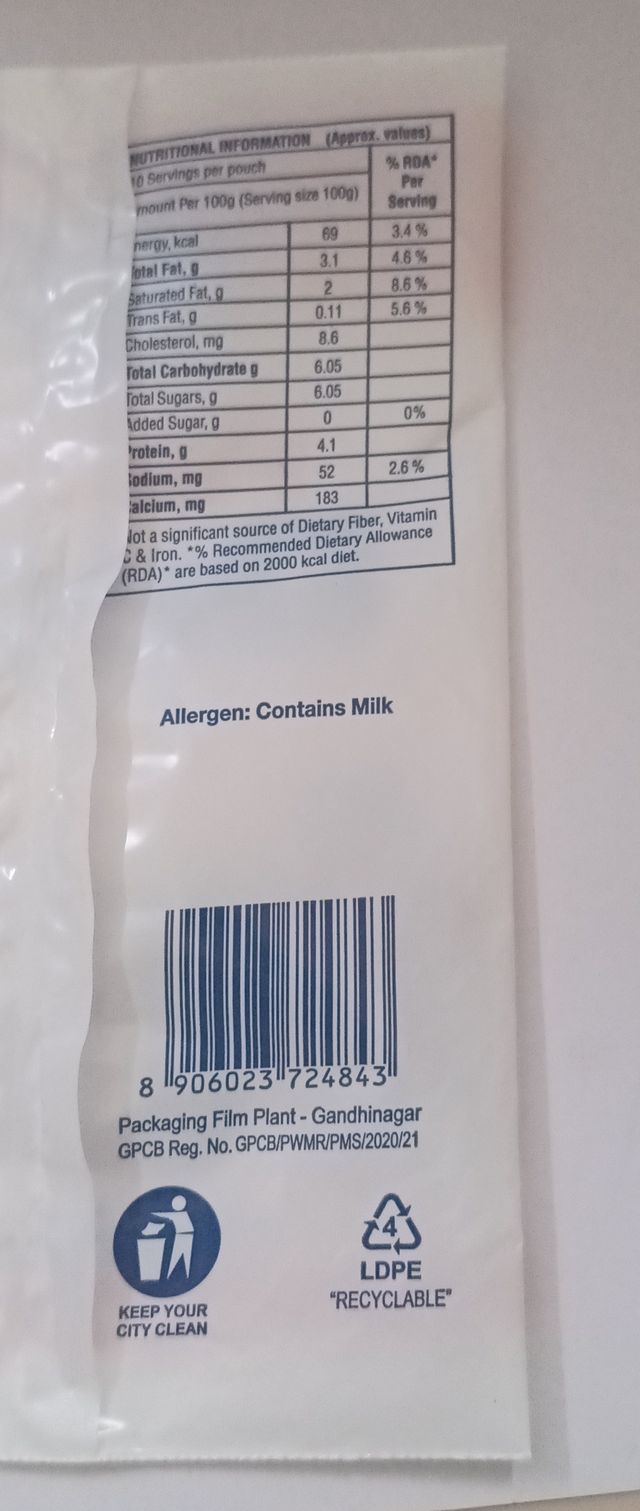 NUTRITIONAL INFORMATION (Approx. values)
10 Servings per pouch
mount Per 100g (Serving size 100g)
% RDA*
Per
Serving
nergy, kcal 69 3.4 %
otal Fat, g 3.1 4.6 %
Saturated Fat, g 2 8.6 %
Trans Fat, g 0.11 5.6 %
Cholesterol, mg 8.6
Total Carbohydrate g 6.05
Total Sugars, g 6.05
Added Sugar, g 0 0%
Protein, g 4.1
Sodium, mg 52 2.6 %
alcium, mg 183
Not a significant source of Dietary Fiber, Vitamin
C & Iron. *% Recommended Dietary Allowance
(RDA)* are based on 2000 kcal diet.
Allergen: Contains Milk
8 906023 724843
Packaging Film Plant - Gandhinagar
GPCB Reg. No. GPCB/PWMR/PMS/2020/21
KEEP YOUR
CITY CLEAN
4
LDPE
"RECYCLABLE"